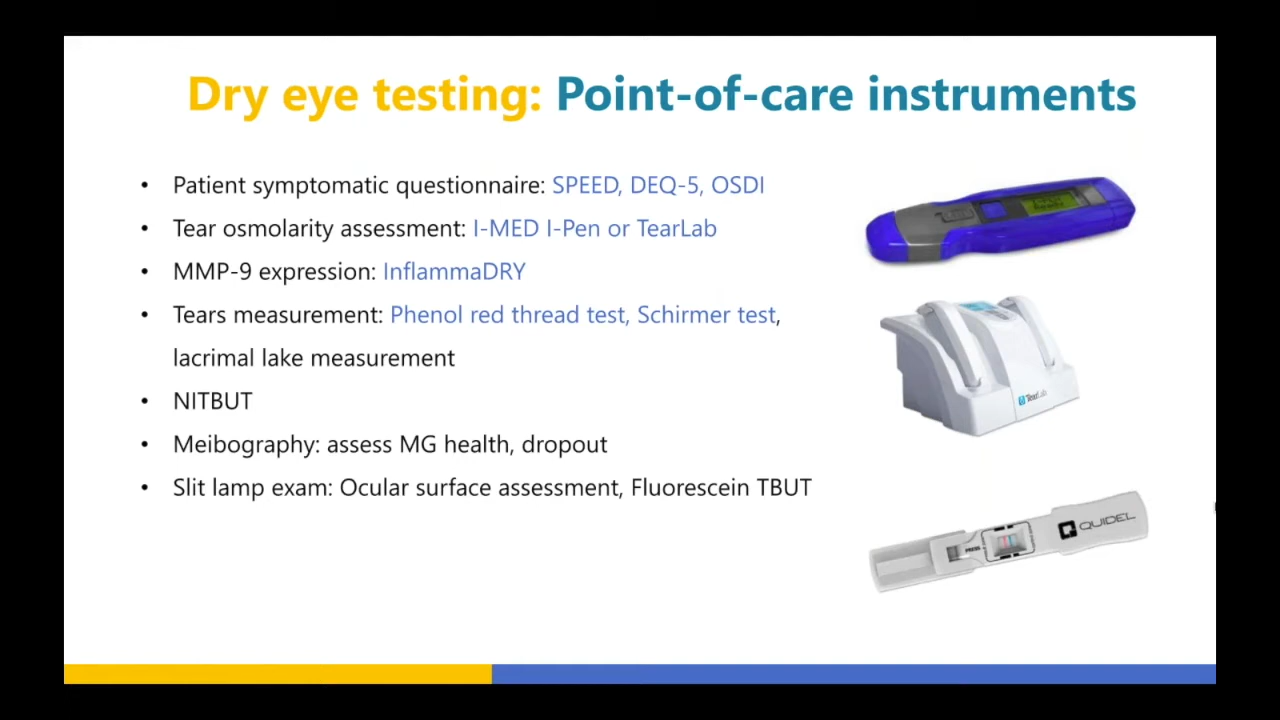 Dry eye testing: Point-of-care instruments
• Patient symptomatic questionnaire: SPEED, DEQ-5, OSDI
• Tear osmolarity assessment: I-MED I-Pen or TearLab
• MMP-9 expression: InflammaDRY
• Tears measurement: Phenol red thread test, Schirmer test,
lacrimal lake measurement
• NITBUT
• Meibography: assess MG health, dropout
• Slit lamp exam: Ocular surface assessment, Fluorescein TBUT
TearLab
PRESS
QUIDEL